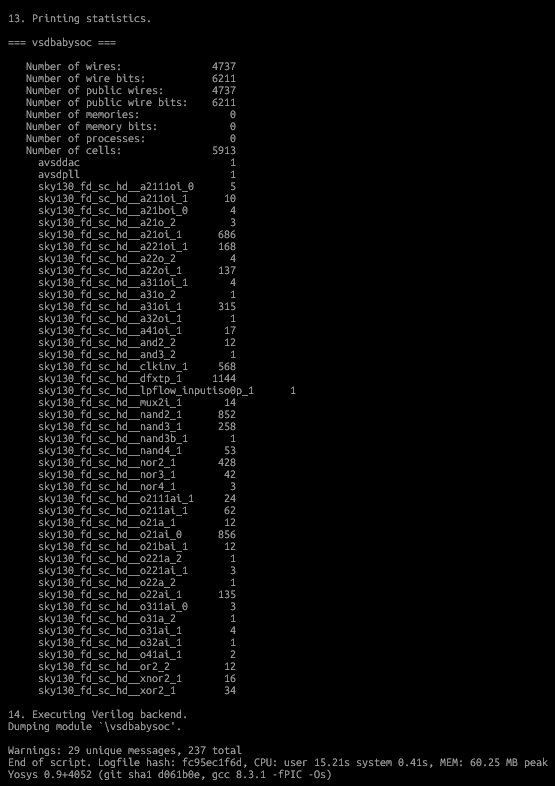 13. Printing statistics.
=== vsdbabysoc ===
Number of wires: 4737
Number of wire bits: 6211
Number of public wires: 4737
Number of public wire bits: 6211
Number of memories: 0
Number of memory bits: 0
Number of processes: 0
Number of cells: 5913
avsddac 1
avsdpll 1
sky130_fd_sc_hd__a2111oi_0 5
sky130_fd_sc_hd__a211oi_1 10
sky130_fd_sc_hd__a21boi_0 4
sky130_fd_sc_hd__a21o_2 3
sky130_fd_sc_hd__a21oi_1 686
sky130_fd_sc_hd__a221oi_1 168
sky130_fd_sc_hd__a22o_2 4
sky130_fd_sc_hd__a22oi_1 137
sky130_fd_sc_hd__a311oi_1 4
sky130_fd_sc_hd__a31o_2 1
sky130_fd_sc_hd__a31oi_1 315
sky130_fd_sc_hd__a32oi_1 1
sky130_fd_sc_hd__a41oi_1 17
sky130_fd_sc_hd__and2_2 12
sky130_fd_sc_hd__and3_2 1
sky130_fd_sc_hd__clkinv_1 568
sky130_fd_sc_hd__dfxtp_1 1144
sky130_fd_sc_hd__lpflow_inputiso0p_1 1
sky130_fd_sc_hd__mux2i_1 14
sky130_fd_sc_hd__nand2_1 852
sky130_fd_sc_hd__nand3_1 258
sky130_fd_sc_hd__nand3b_1 1
sky130_fd_sc_hd__nand4_1 53
sky130_fd_sc_hd__nor2_1 428
sky130_fd_sc_hd__nor3_1 42
sky130_fd_sc_hd__nor4_1 3
sky130_fd_sc_hd__o2111ai_1 24
sky130_fd_sc_hd__o211ai_1 62
sky130_fd_sc_hd__o21a_1 12
sky130_fd_sc_hd__o21ai_0 856
sky130_fd_sc_hd__o21bai_1 12
sky130_fd_sc_hd__o221a_2 1
sky130_fd_sc_hd__o221ai_1 3
sky130_fd_sc_hd__o22a_2 1
sky130_fd_sc_hd__o22ai_1 135
sky130_fd_sc_hd__o311ai_0 3
sky130_fd_sc_hd__o31a_2 1
sky130_fd_sc_hd__o31ai_1 4
sky130_fd_sc_hd__o32ai_1 1
sky130_fd_sc_hd__o41ai_1 2
sky130_fd_sc_hd__or2_2 12
sky130_fd_sc_hd__xnor2_1 16
sky130_fd_sc_hd__xor2_1 34
14. Executing Verilog backend.
Dumping module `\vsdbabysoc'.
Warnings: 29 unique messages, 237 total
End of script. Logfile hash: fc95ec1f6d, CPU: user 15.21s system 0.41s, MEM: 60.25 MB peak
Yosys 0.9+4052 (git sha1 d061b0e, gcc 8.3.1 -fPIC -Os)